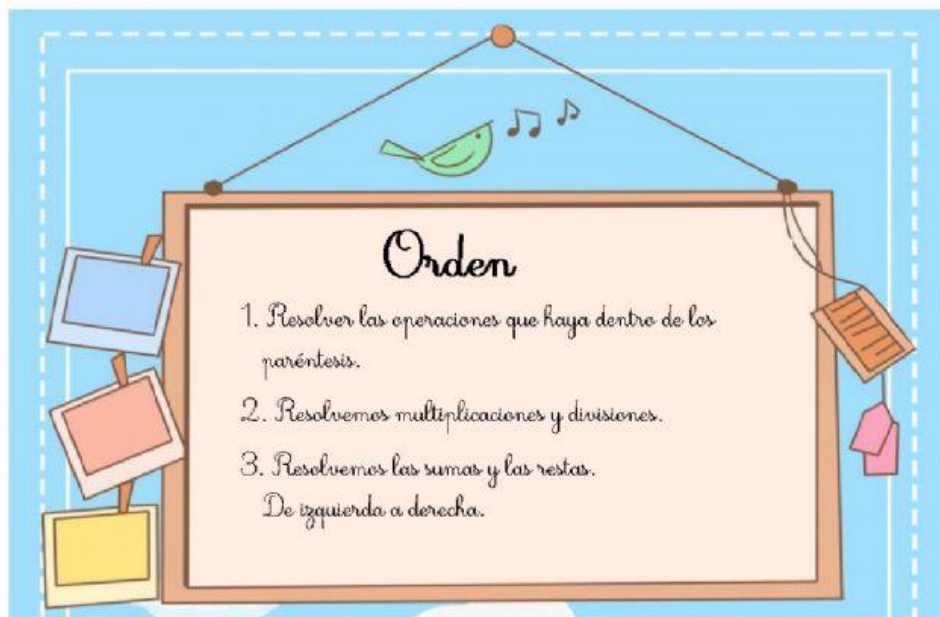 Orden
1. Resolver las operaciones que haya dentro de los
paréntesis.
2. Resolvemos multiplicaciones y divisiones.
3. Resolvemos las sumas y las restas.
De izquierda a derecha.